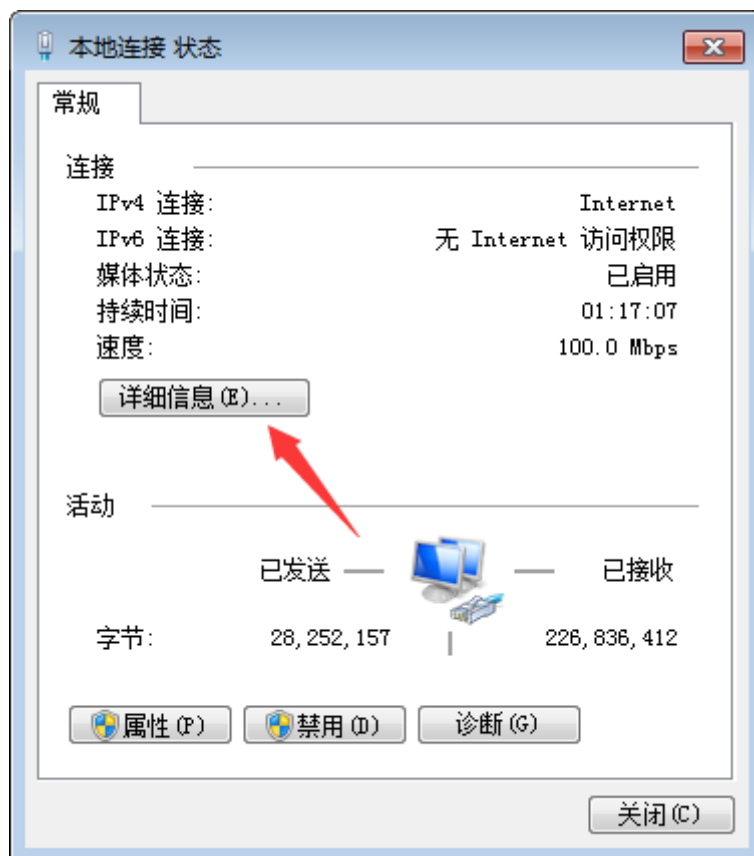 本地连接 状态
常规
连接
IPv4 连接: Internet
IPv6 连接: 无 Internet 访问权限
媒体状态: 已启用
持续时间: 01:17:07
速度: 100.0 Mbps
详细信息(E)...
活动
已发送 已接收
字节: 28,252,157 226,836,412
属性(P) 禁用(D) 诊断(G)
关闭(C)